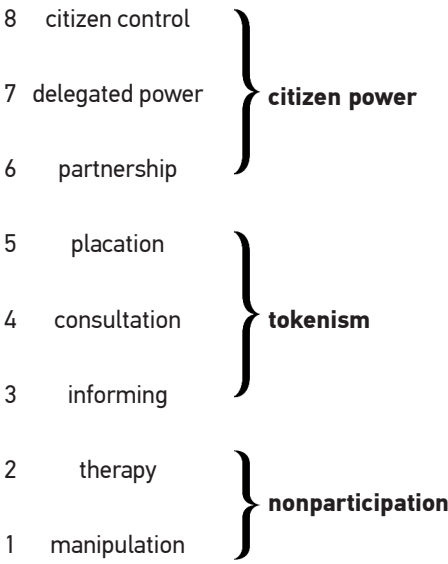 8 citizen control
7 delegated power
citizen power
6 partnership
5 placation
4 consultation
tokenism
3 informing
2 therapy
nonparticipation
1 manipulation